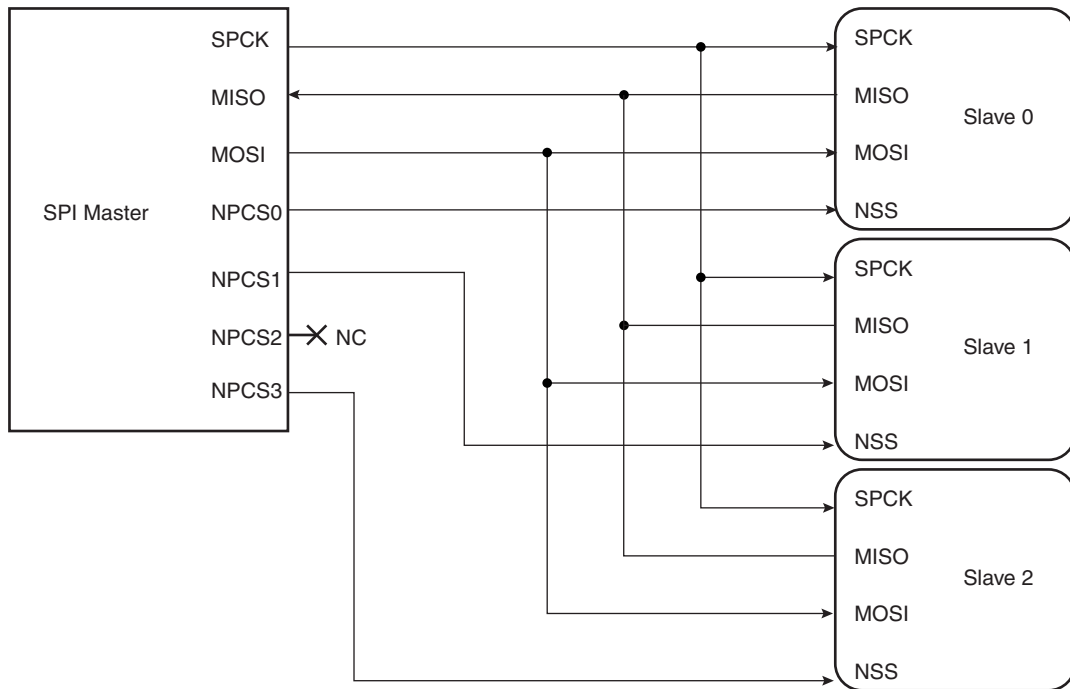 SPI Master
SPCK
MISO
MOSI
NPCS0
NPCS1
NPCS2
NC
NPCS3
SPCK
MISO
Slave 0
MOSI
NSS
SPCK
MISO
Slave 1
MOSI
NSS
SPCK
MISO
Slave 2
MOSI
NSS